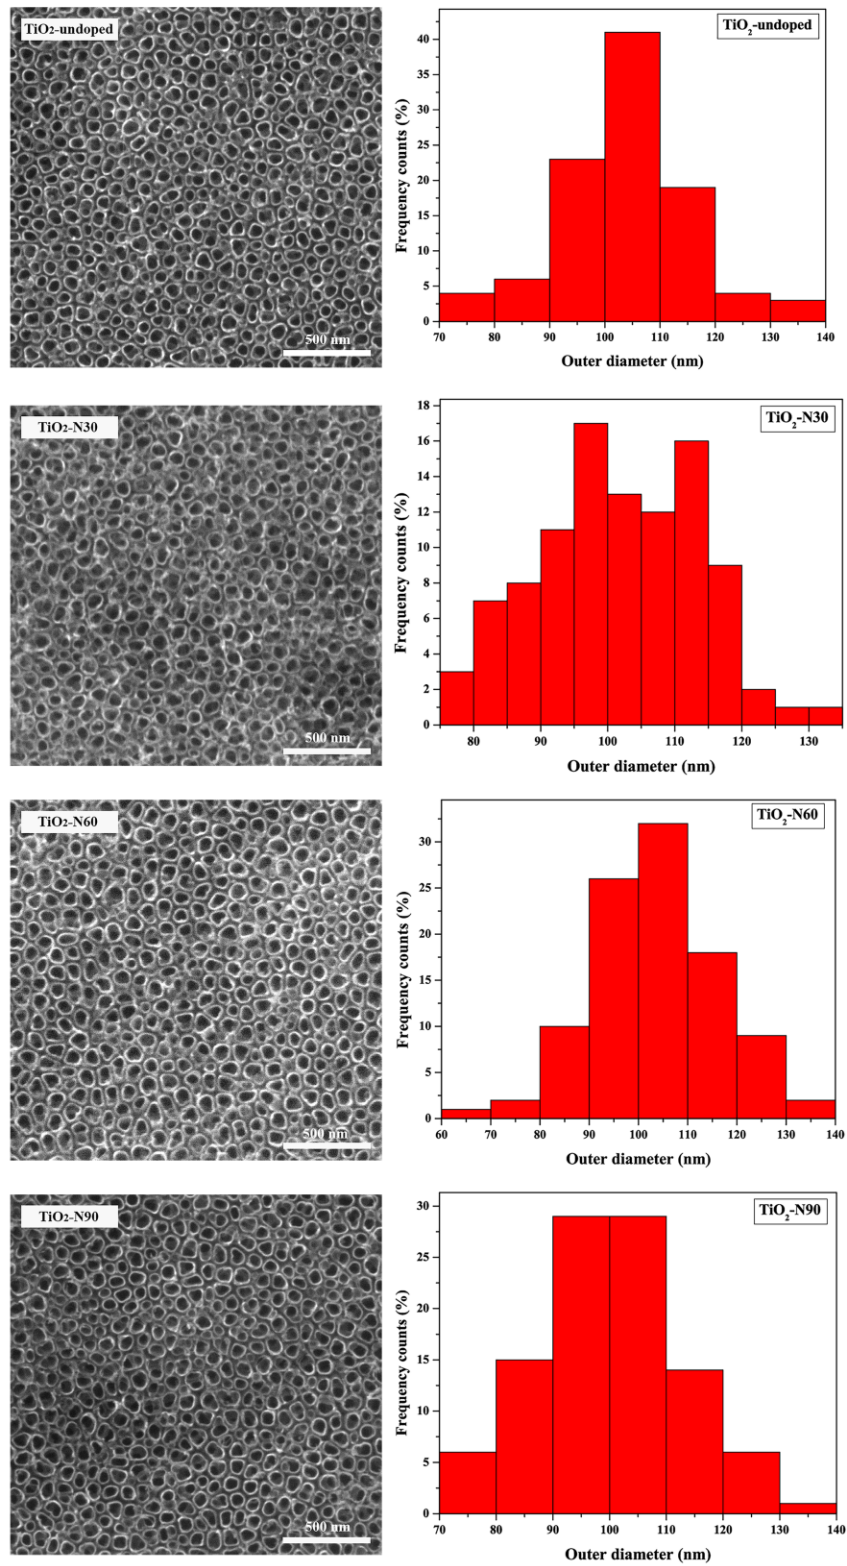 TiO2-undoped
500 nm
TiO2-undoped
Frequency counts (%)
40
35
30
25
20
15
10
5
0
70 80 90 100 110 120 130 140
Outer diameter (nm)
TiO2-N30
500 nm
TiO2-N30
Frequency counts (%)
18
16
14
12
10
8
6
4
2
0
80 90 100 110 120 130
Outer diameter (nm)
TiO2-N60
500 nm
TiO2-N60
Frequency counts (%)
30
25
20
15
10
5
0
60 70 80 90 100 110 120 130 140
Outer diameter (nm)
TiO2-N90
500 nm
TiO2-N90
Frequency counts (%)
30
25
20
15
10
5
0
70 80 90 100 110 120 130 140
Outer diameter (nm)